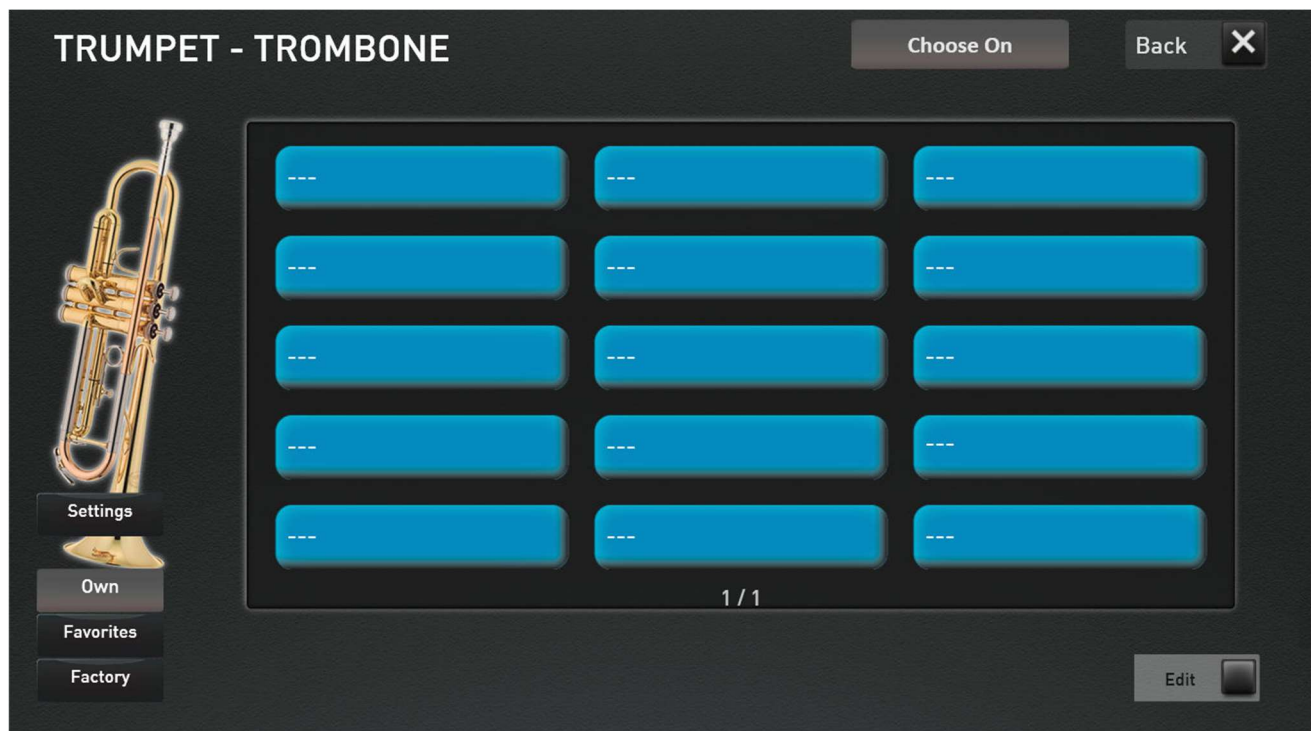 TRUMPET - TROMBONE
Choose On
Back
--- --- ---
--- --- ---
--- --- ---
--- --- ---
--- --- ---
1 / 1
Settings
Own
Favorites
Factory
Edit